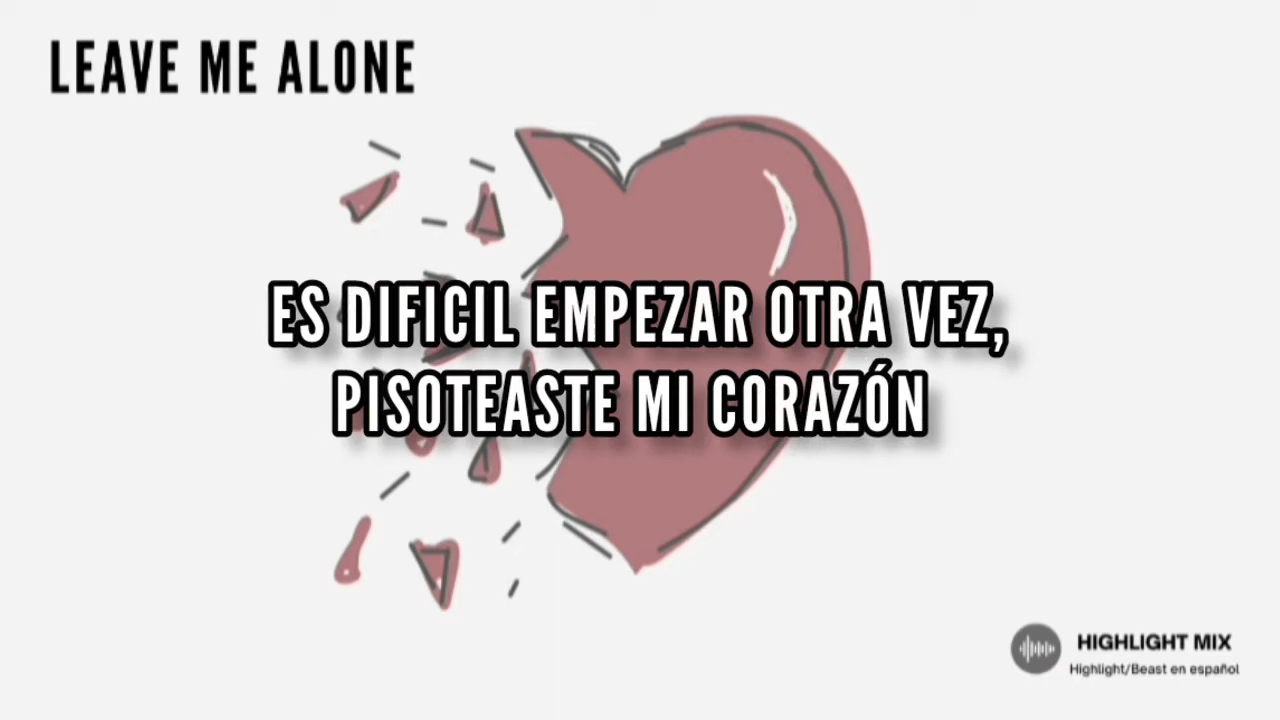 LEAVE ME ALONE
ES DIFICIL EMPEZAR OTRA VEZ,
PISOTEASTE MI CORAZÓN
HIGHLIGHT MIX
Highlight/Beast en español